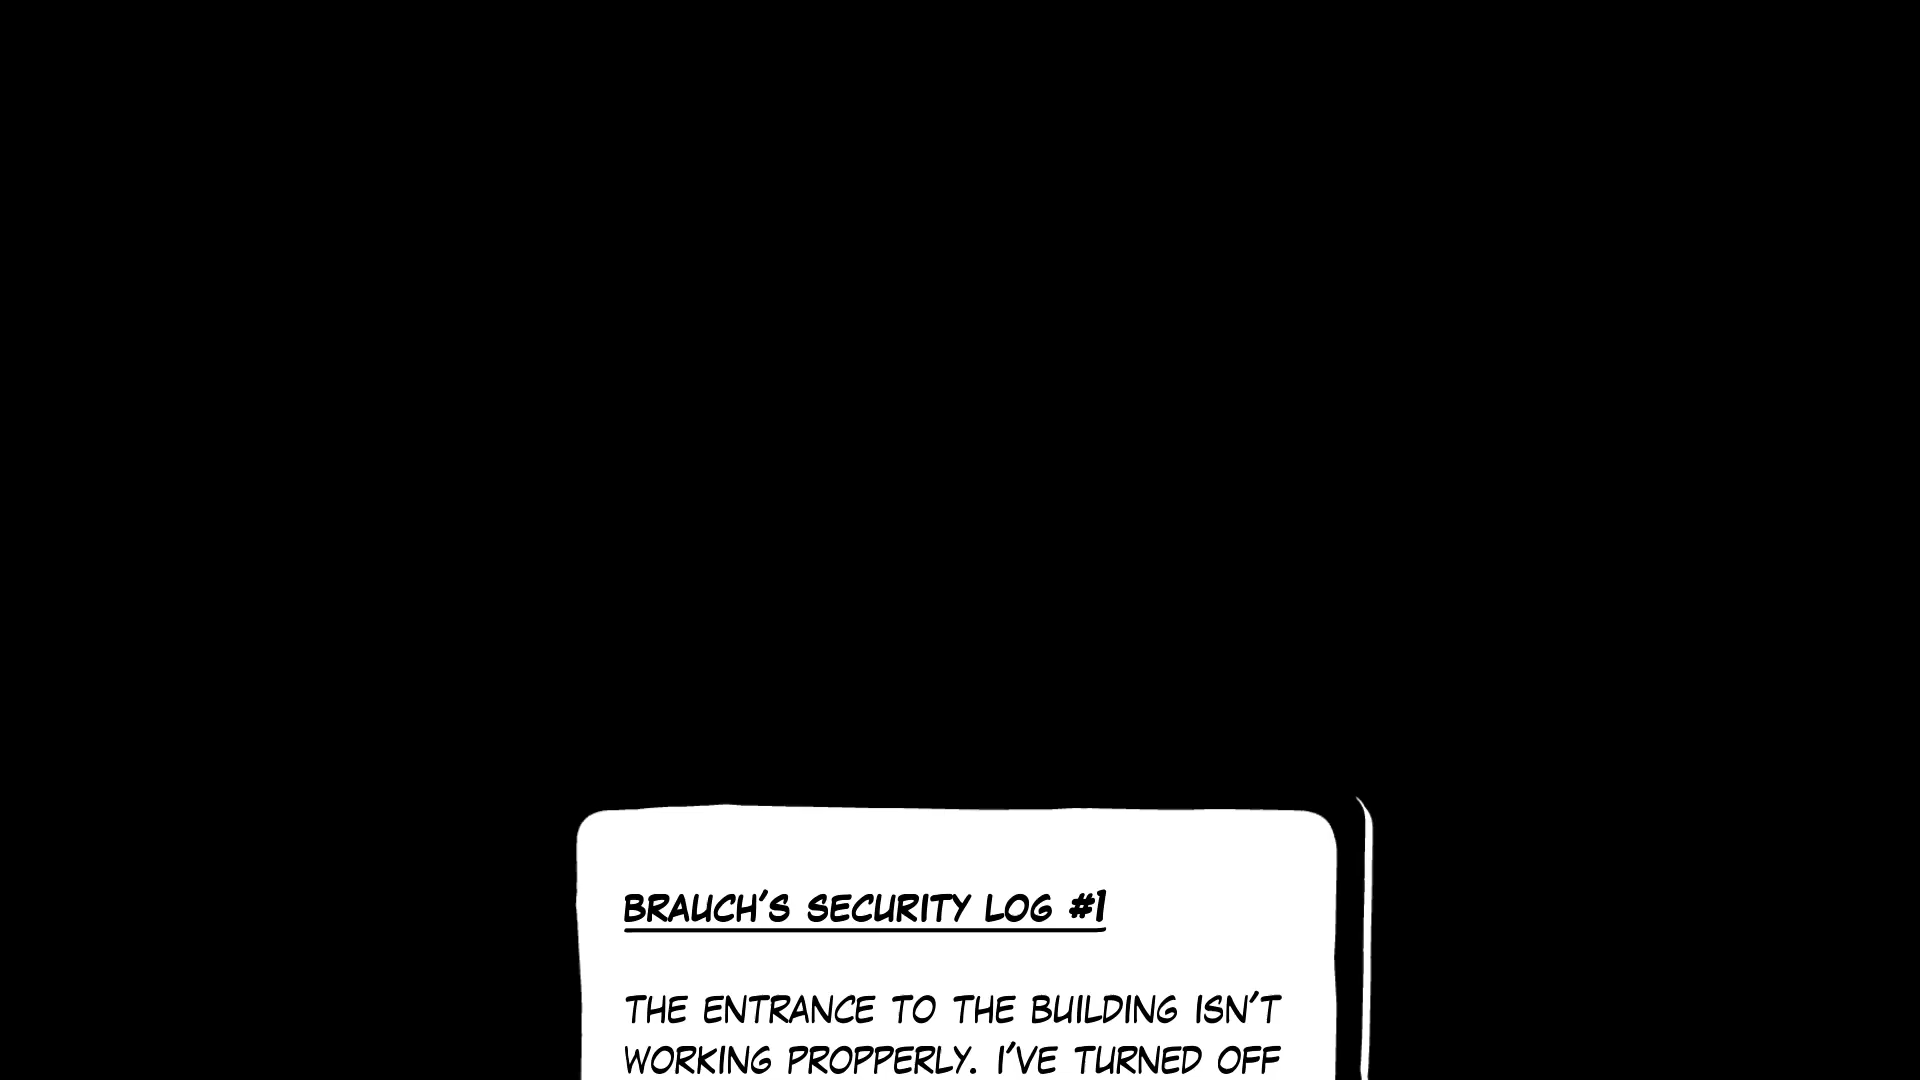 BRAUCH'S SECURITY LOG #1
THE ENTRANCE TO THE BUILDING ISN'T
WORKING PROPPERLY. I'VE TURNED OFF